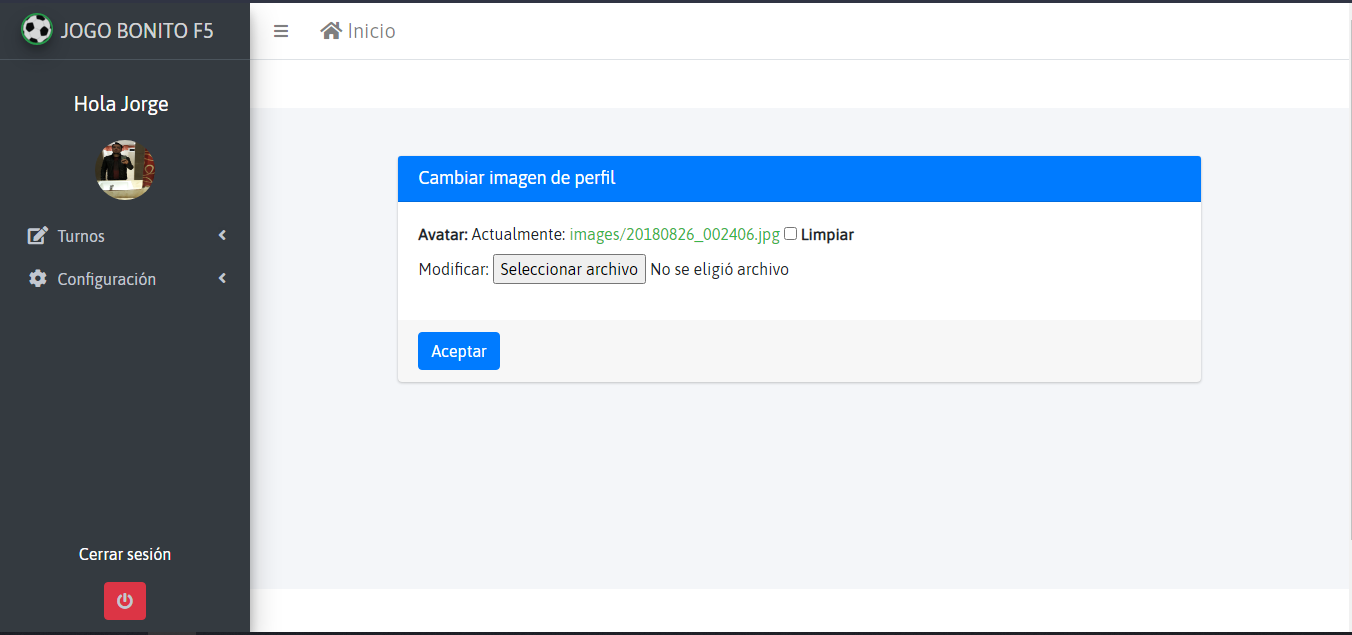 JOGO BONITO F5
Inicio
Hola Jorge
Turnos
Configuración
Cerrar sesión
Cambiar imagen de perfil
Avatar: Actualmente: images/20180826_002406.jpg Limpiar
Modificar: Seleccionar archivo No se eligió archivo
Aceptar